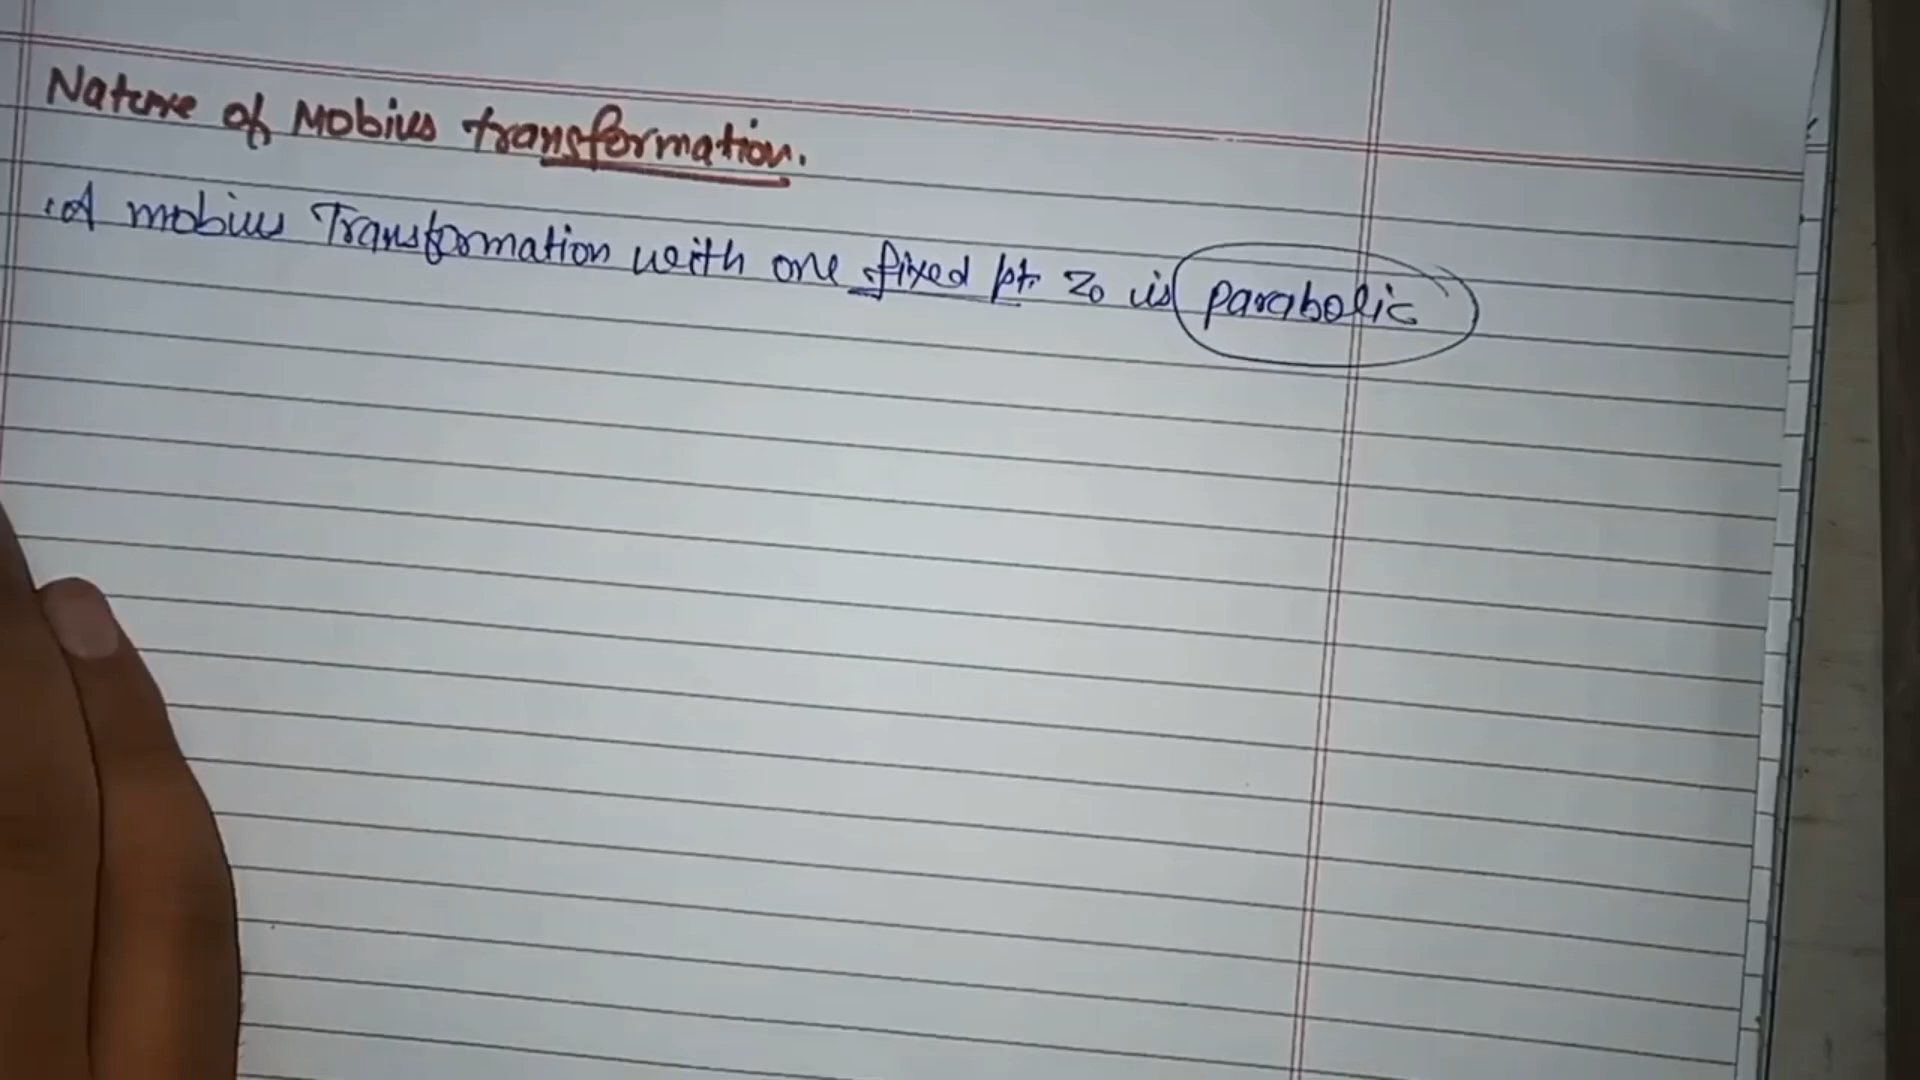 Nature of Mobius transformation.
A mobius Transformation with one fixed pt. z₀ is parabolic